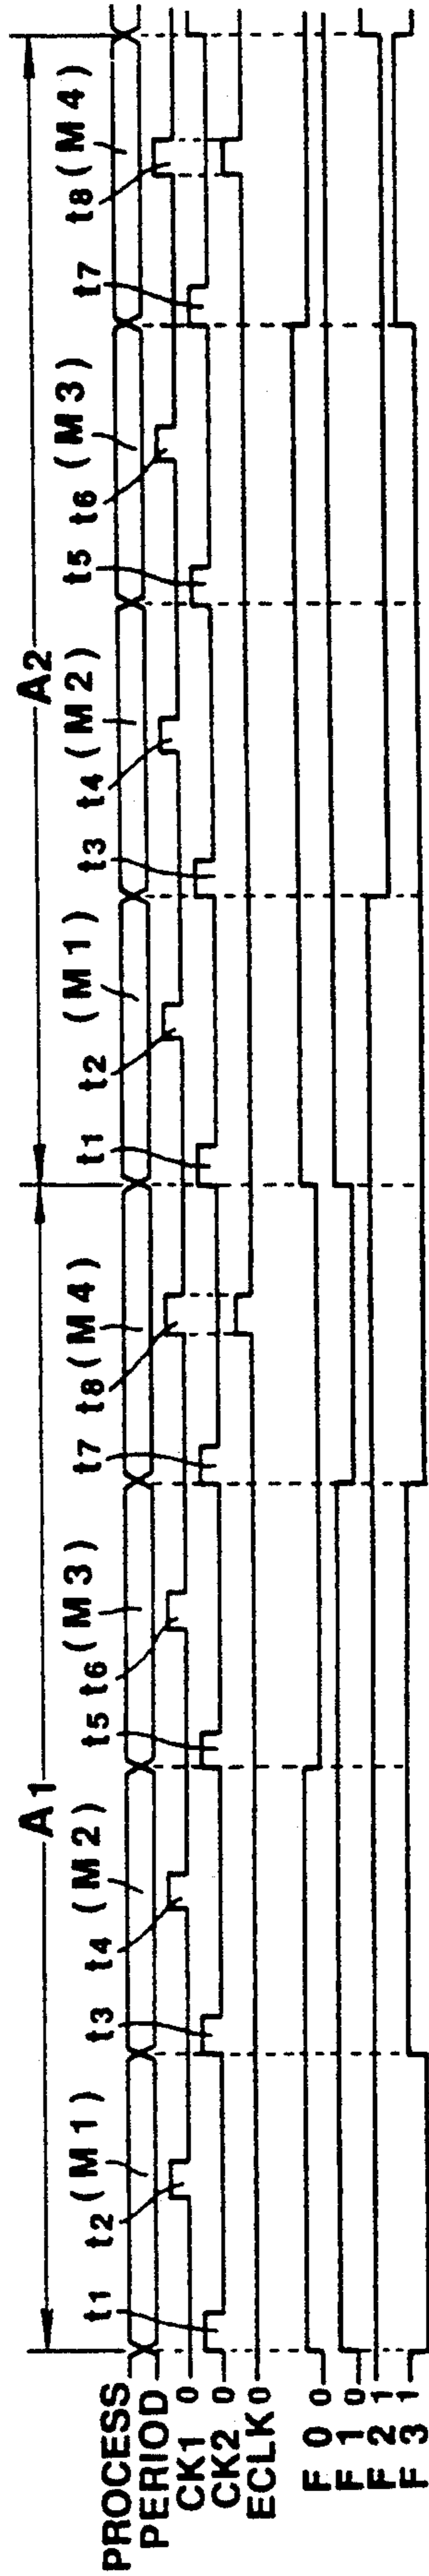 A1 A2
t1 t2 (M1) t3 t4 (M2) t5 t6 (M3) t7 t8 (M4) t1 t2 (M1) t3 t4 (M2) t5 t6 (M3) t7 t8 (M4)
PROCESS
PERIOD
CK1 0
CK2 0
ECLK 0
F0 0
F1 0
F2 1
F3 1